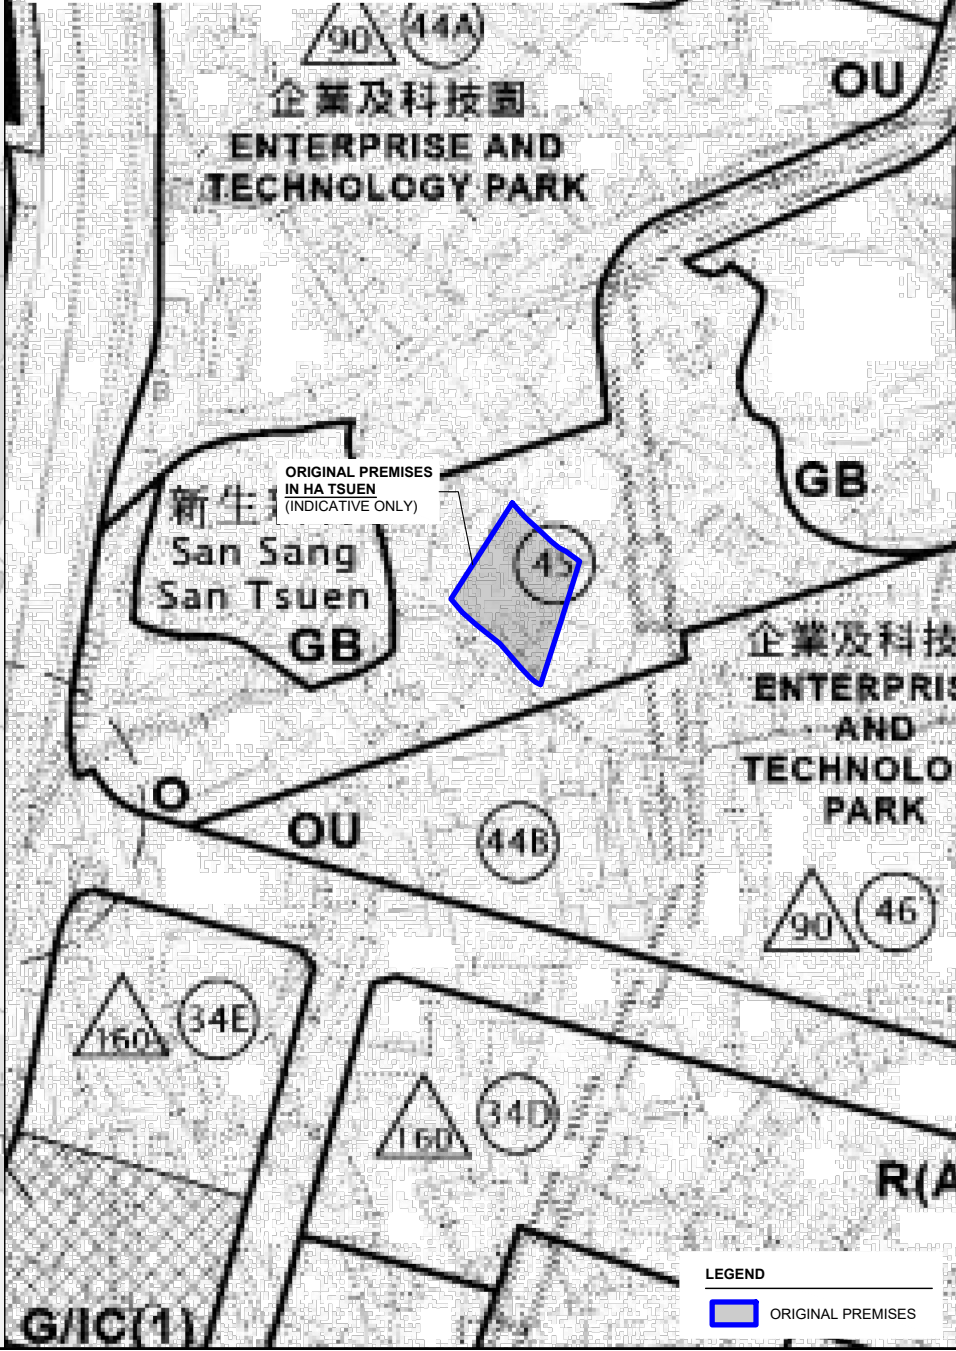 90
44A
企業及科技園
ENTERPRISE AND
TECHNOLOGY PARK
OU
ORIGINAL PREMISES
IN HA TSUEN
(INDICATIVE ONLY)
新生
San Sang
San Tsuen
GB
GB
45
企業及科技
ENTERPRIS
AND
TECHNOLO
PARK
O
OU
44B
90
46
160
34E
160
34D
R(A
G/IC(1)
LEGEND
ORIGINAL PREMISES